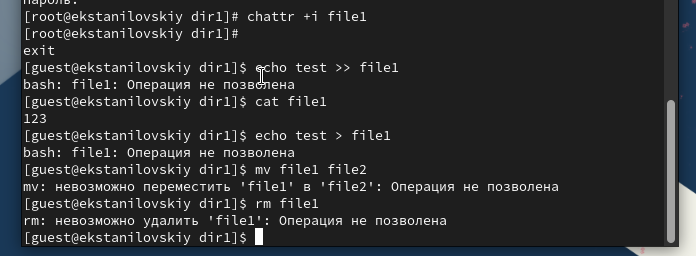 пароль:
[root@ekstanilovskiy dir1]# chattr +i file1
[root@ekstanilovskiy dir1]#
exit
[guest@ekstanilovskiy dir1]$ echo test >> file1
bash: file1: Операция не позволена
[guest@ekstanilovskiy dir1]$ cat file1
123
[guest@ekstanilovskiy dir1]$ echo test > file1
bash: file1: Операция не позволена
[guest@ekstanilovskiy dir1]$ mv file1 file2
mv: невозможно переместить 'file1' в 'file2': Операция не позволена
[guest@ekstanilovskiy dir1]$ rm file1
rm: невозможно удалить 'file1': Операция не позволена
[guest@ekstanilovskiy dir1]$